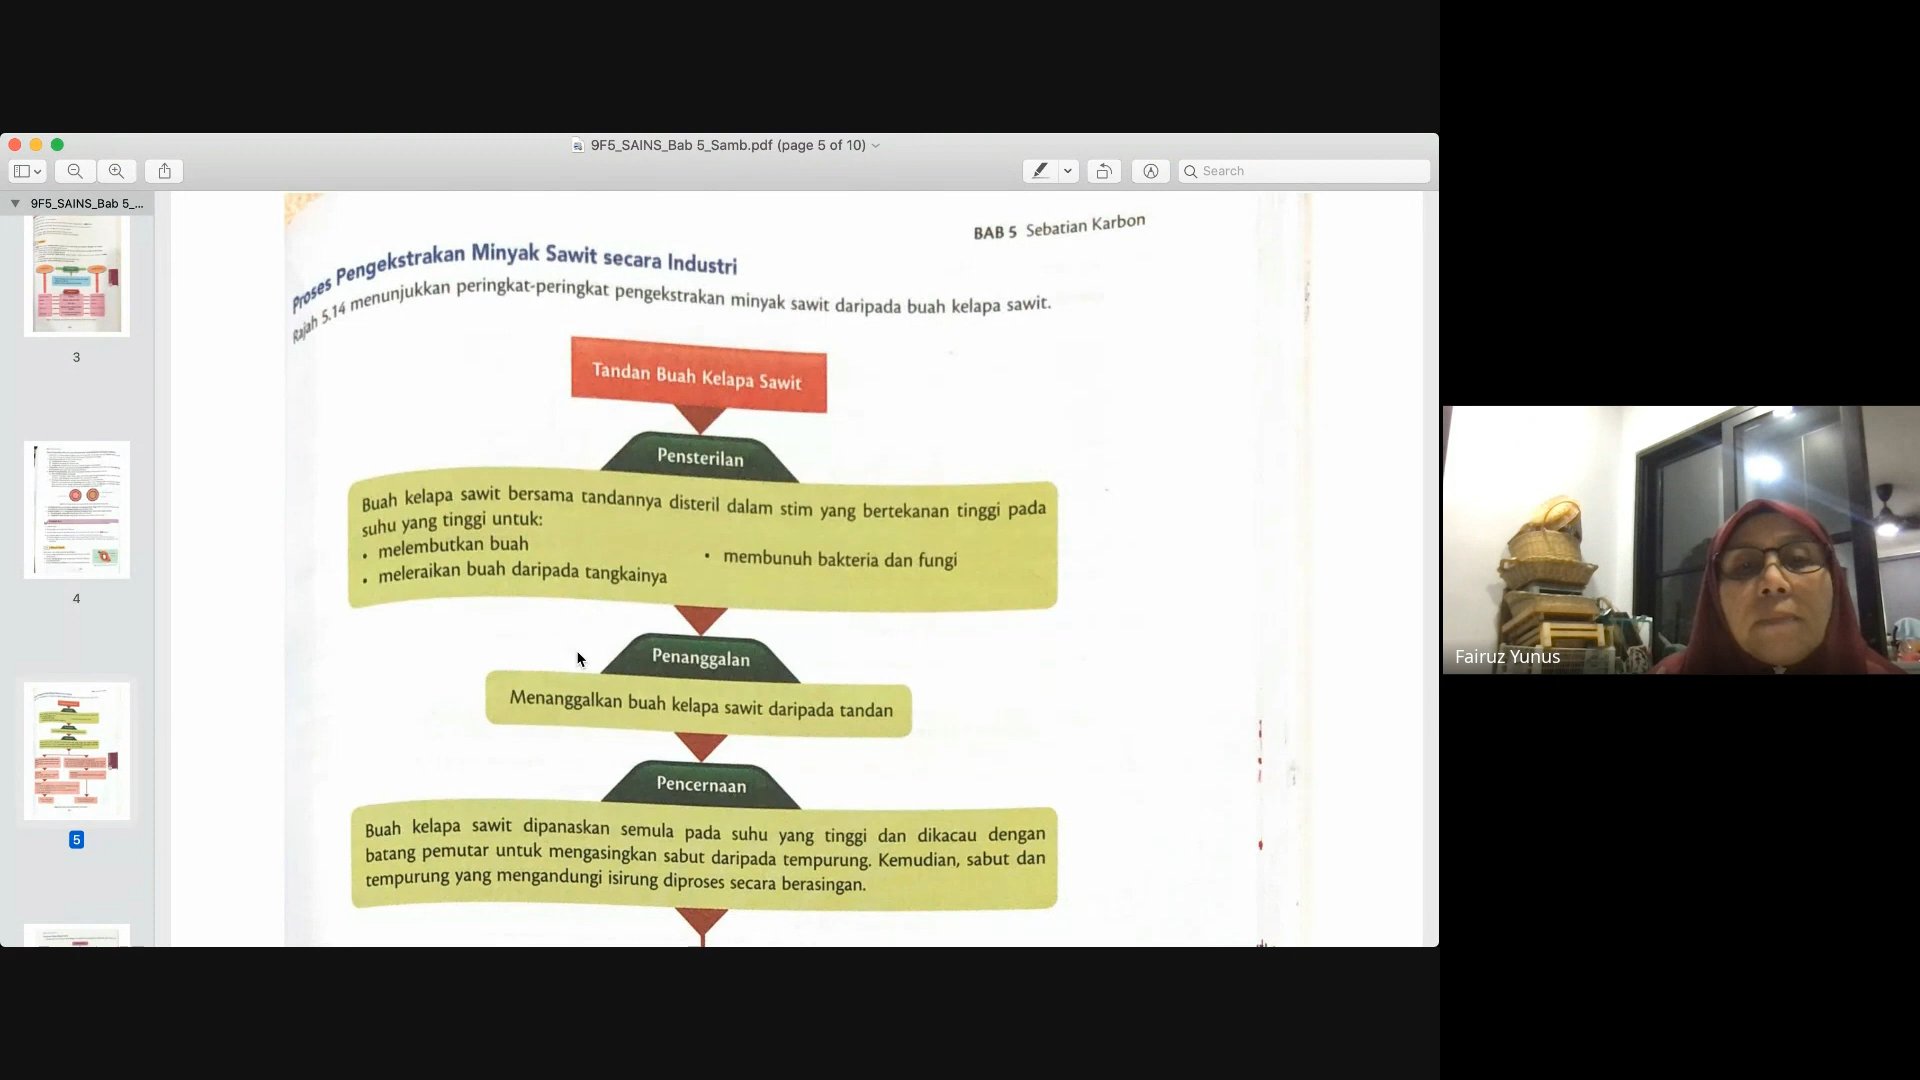 9F5_SAINS_Bab 5_Samb.pdf (page 5 of 10)
Search
9F5_SAINS_Bab 5_...
3
4
5
BAB 5 Sebatian Karbon
Proses Pengekstrakan Minyak Sawit secara Industri
Rajah 5.14 menunjukkan peringkat-peringkat pengekstrakan minyak sawit daripada buah kelapa sawit.
Tandan Buah Kelapa Sawit
Pensterilan
Buah kelapa sawit bersama tandannya disteril dalam stim yang bertekanan tinggi pada
suhu yang tinggi untuk:
• melembutkan buah
• meleraikan buah daripada tangkainya
• membunuh bakteria dan fungi
Penanggalan
Menanggalkan buah kelapa sawit daripada tandan
Pencernaan
Buah kelapa sawit dipanaskan semula pada suhu yang tinggi dan dikacau dengan
batang pemutar untuk mengasingkan sabut daripada tempurung. Kemudian, sabut dan
tempurung yang mengandungi isirung diproses secara berasingan.
Fairuz Yunus